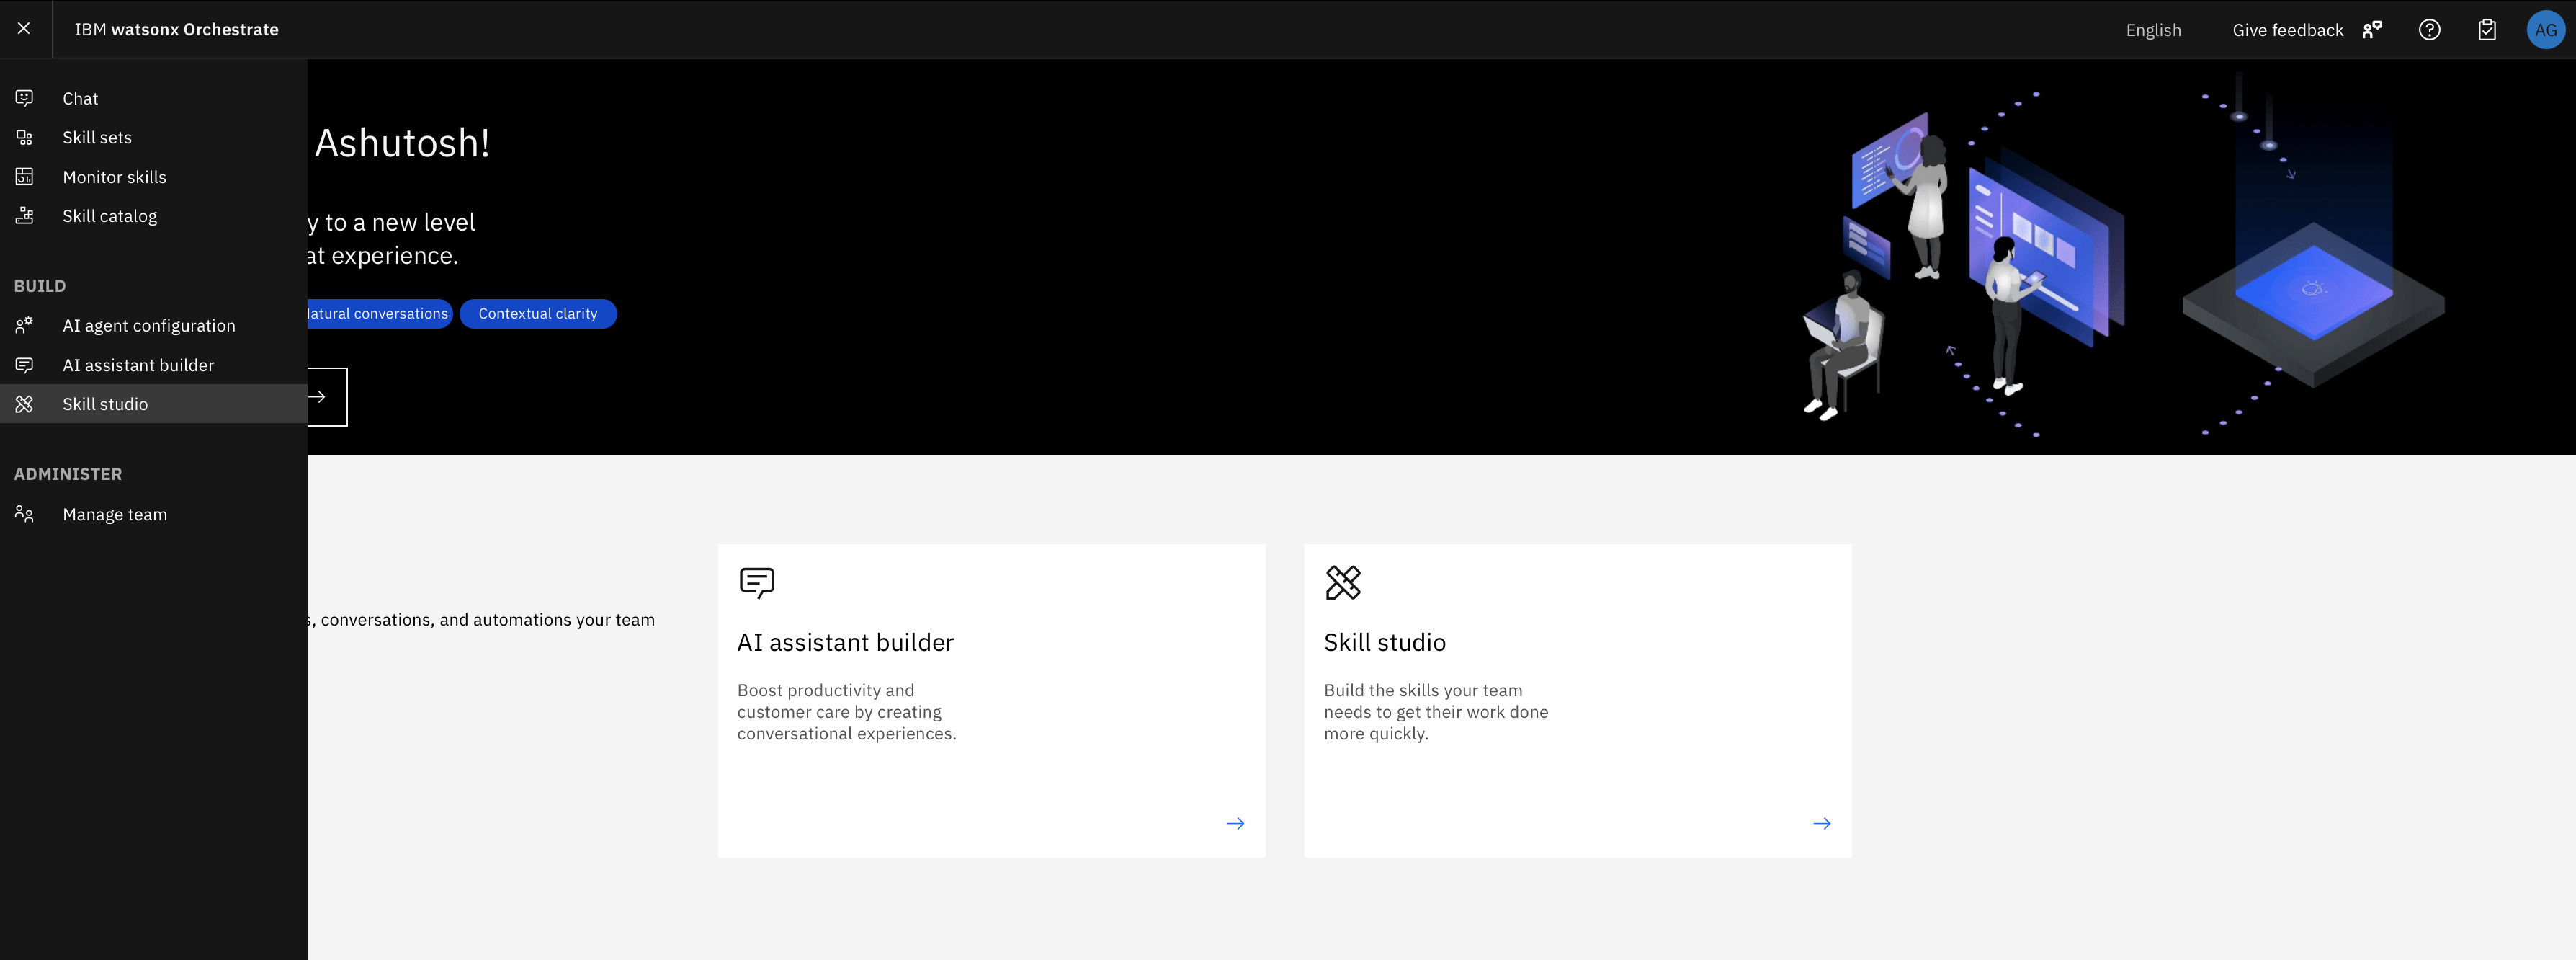 IBM watsonx Orchestrate
English
Give feedback
AG
Chat
Skill sets
Monitor skills
Skill catalog
BUILD
AI agent configuration
AI assistant builder
Skill studio
ADMINISTER
Manage team
Ashutosh!
y to a new level
at experience.
latural conversations
Contextual clarity
s, conversations, and automations your team
AI assistant builder
Boost productivity and
customer care by creating
conversational experiences.
Skill studio
Build the skills your team
needs to get their work done
more quickly.